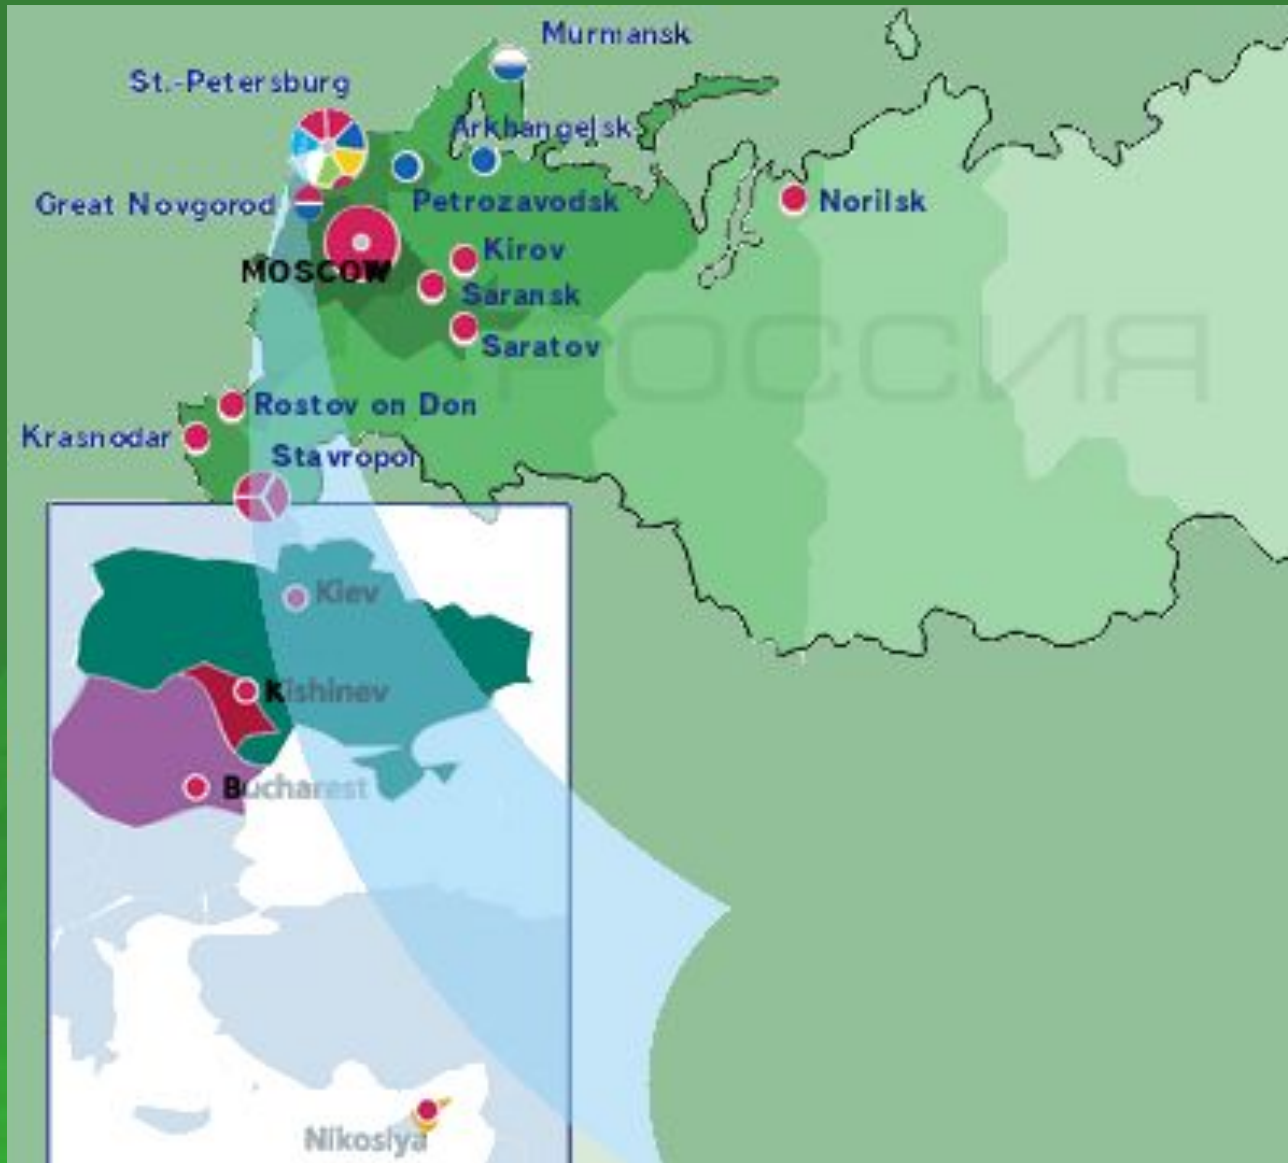 Murmansk
St.-Petersburg
Arkhangelsk
Great Novgorod
Petrozavodsk
Norilsk
Kirov
MOSCOW
Saransk
РОССИЯ
Saratov
Rostov on Don
Krasnodar
Stavropol
Kiev
Kishinev
Bucharest
Nikosiya